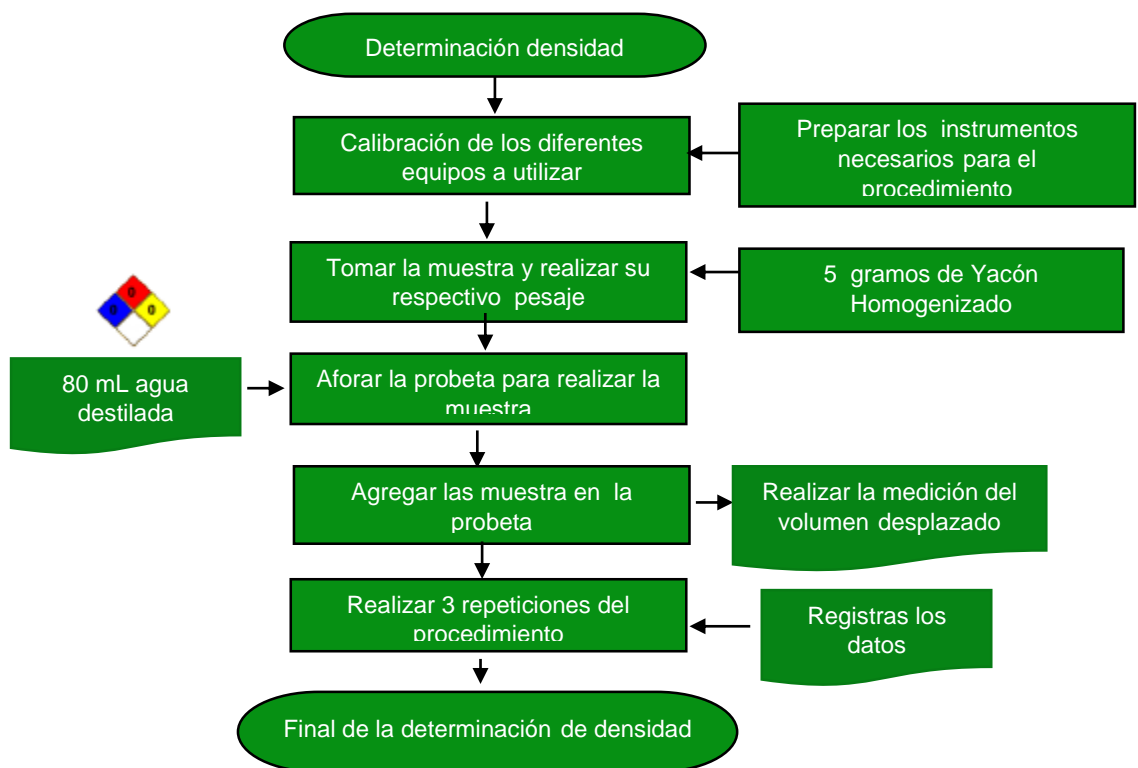 Determinación densidad
Calibración de los diferentes
equipos a utilizar
Preparar los instrumentos
necesarios para el
procedimiento
Tomar la muestra y realizar su
respectivo pesaje
5 gramos de Yacón
Homogenizado
0
0
0
80 mL agua
destilada
Aforar la probeta para realizar la
muestra
Agregar las muestra en la
probeta
Realizar la medición del
volumen desplazado
Realizar 3 repeticiones del
procedimiento
Registras los
datos
Final de la determinación de densidad